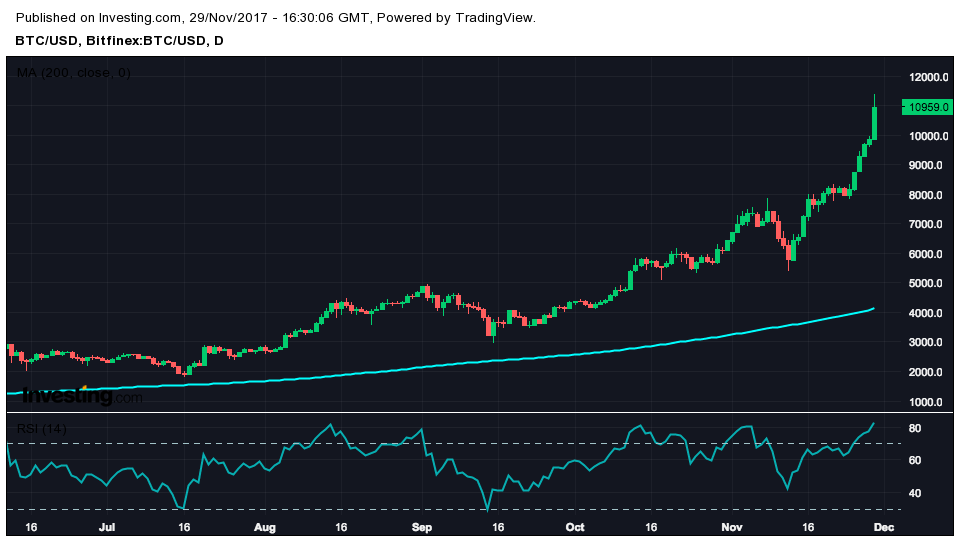 Published on Investing.com, 29/Nov/2017 - 16:30:06 GMT, Powered by TradingView.
BTC/USD, Bitfinex:BTC/USD, D
MA (200, close, 0)
12000.0
10959.0
10000.0
9000.0
8000.0
7000.0
6000.0
5000.0
4000.0
3000.0
2000.0
1000.0
Investing.com
RSI (14)
80
60
40
16 Jul 16 Aug 16 Sep 16 Oct 16 Nov 16 Dec